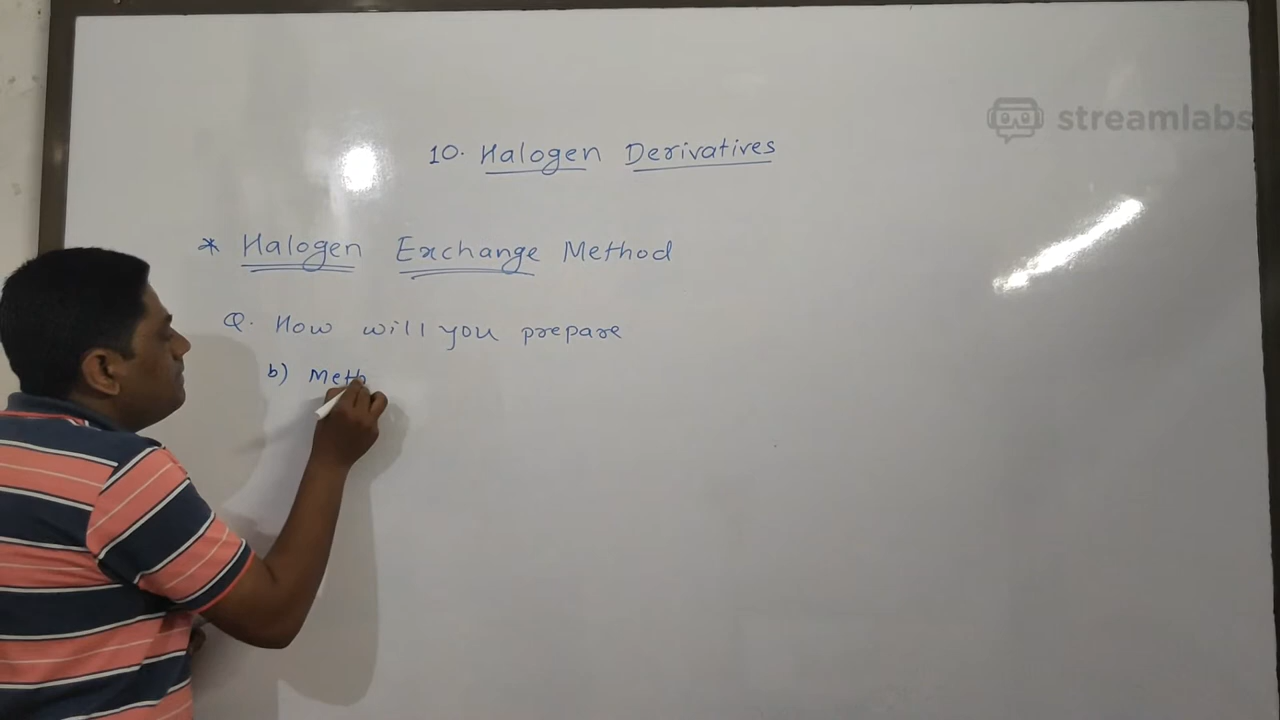 streamlabs
10. Halogen Derivatives
* Halogen Exchange Method
Q. How will you prepare
b) Meth